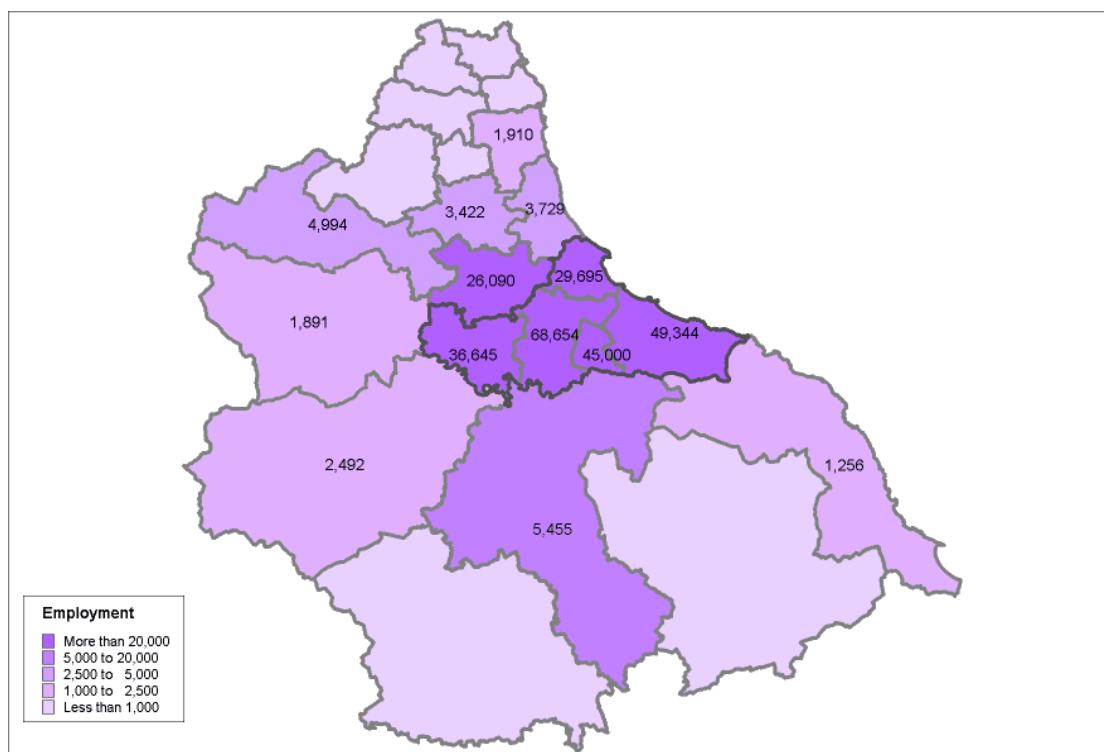 1,910
3,422
3,729
4,994
26,090
29,695
1,891
68,654
49,344
36,645
45,000
2,492
1,256
5,455
Employment
More than 20,000
5,000 to 20,000
2,500 to 5,000
1,000 to 2,500
Less than 1,000